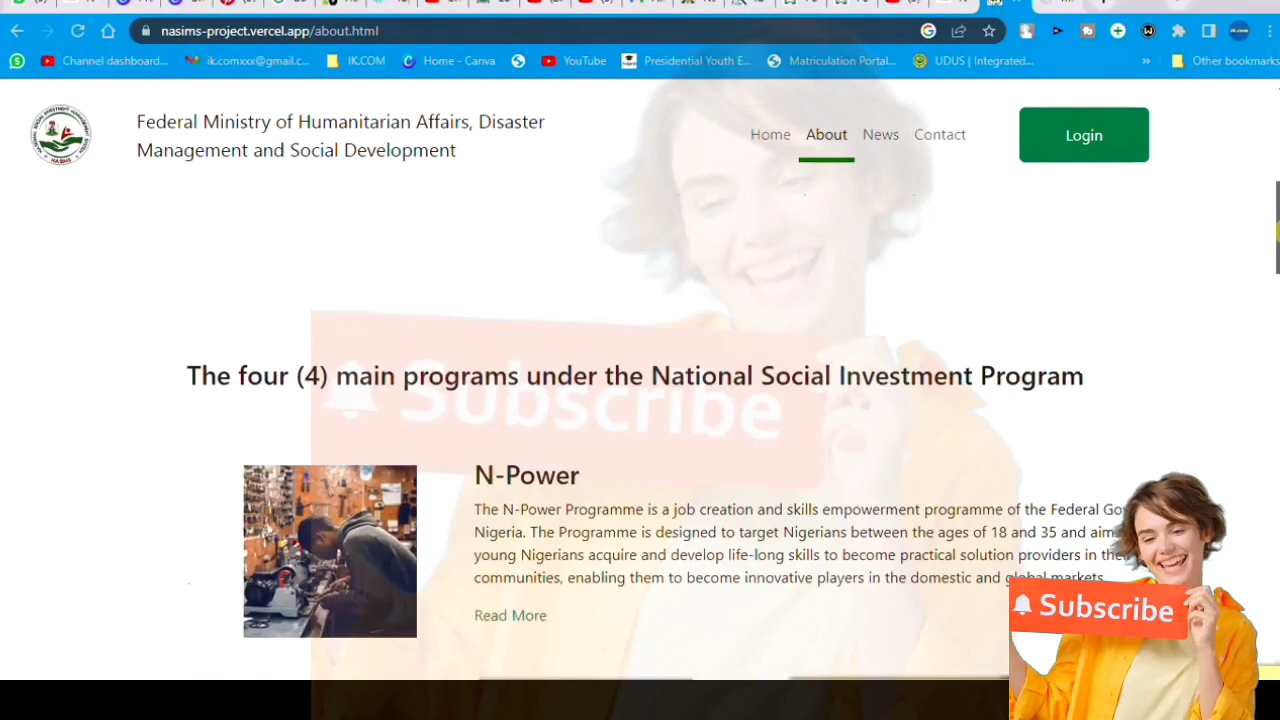 nasims-project.vercel.app/about.html
Channel dashboard... ik.comxxx@gmail.c... IK.COM Home - Canva YouTube Presidential Youth E... Matriculation Portal... UDUS | Integrated... » Other bookmarks
Federal Ministry of Humanitarian Affairs, Disaster
Management and Social Development
Home About News Contact
Login
The four (4) main programs under the National Social Investment Program
N-Power
The N-Power Programme is a job creation and skills empowerment programme of the Federal Go
Nigeria. The Programme is designed to target Nigerians between the ages of 18 and 35 and aim
young Nigerians acquire and develop life-long skills to become practical solution providers in the
communities, enabling them to become innovative players in the domestic and global markets.
Read More
Subscribe
Subscribe